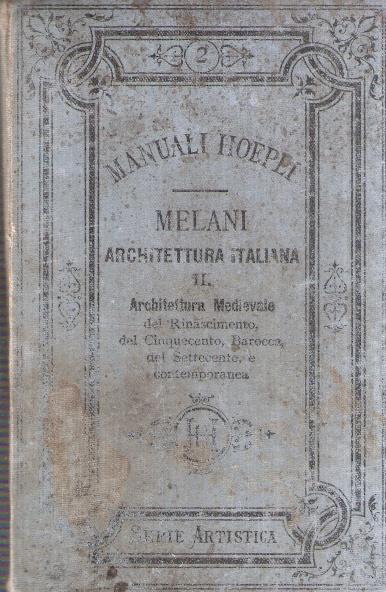 2
MANUALI HOEPLI
MELANI
ARCHITETTURA ITALIANA
II.
Architettura Medievale
del Rinascimento,
del Cinquecento, Barocca,
del Settecento, e
contemporanea
UH
SERIE ARTISTICA